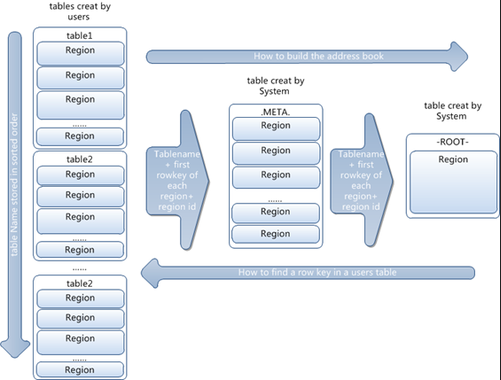 tables creat by
users
table1
Region
Region
Region
......
Region
table2
Region
Region
Region
......
Region
......
table2
Region
Region
Region
......
Region
table Name stored in sorted order
How to build the address book
table creat by
System
.META.
Region
Region
Region
......
Region
Region
Tablename
+ first
rowkey of
each
region+
region id
Tablename
+ first
rowkey of
each
region+
region id
table creat by
System
-ROOT-
Region
How to find a row key in a users table